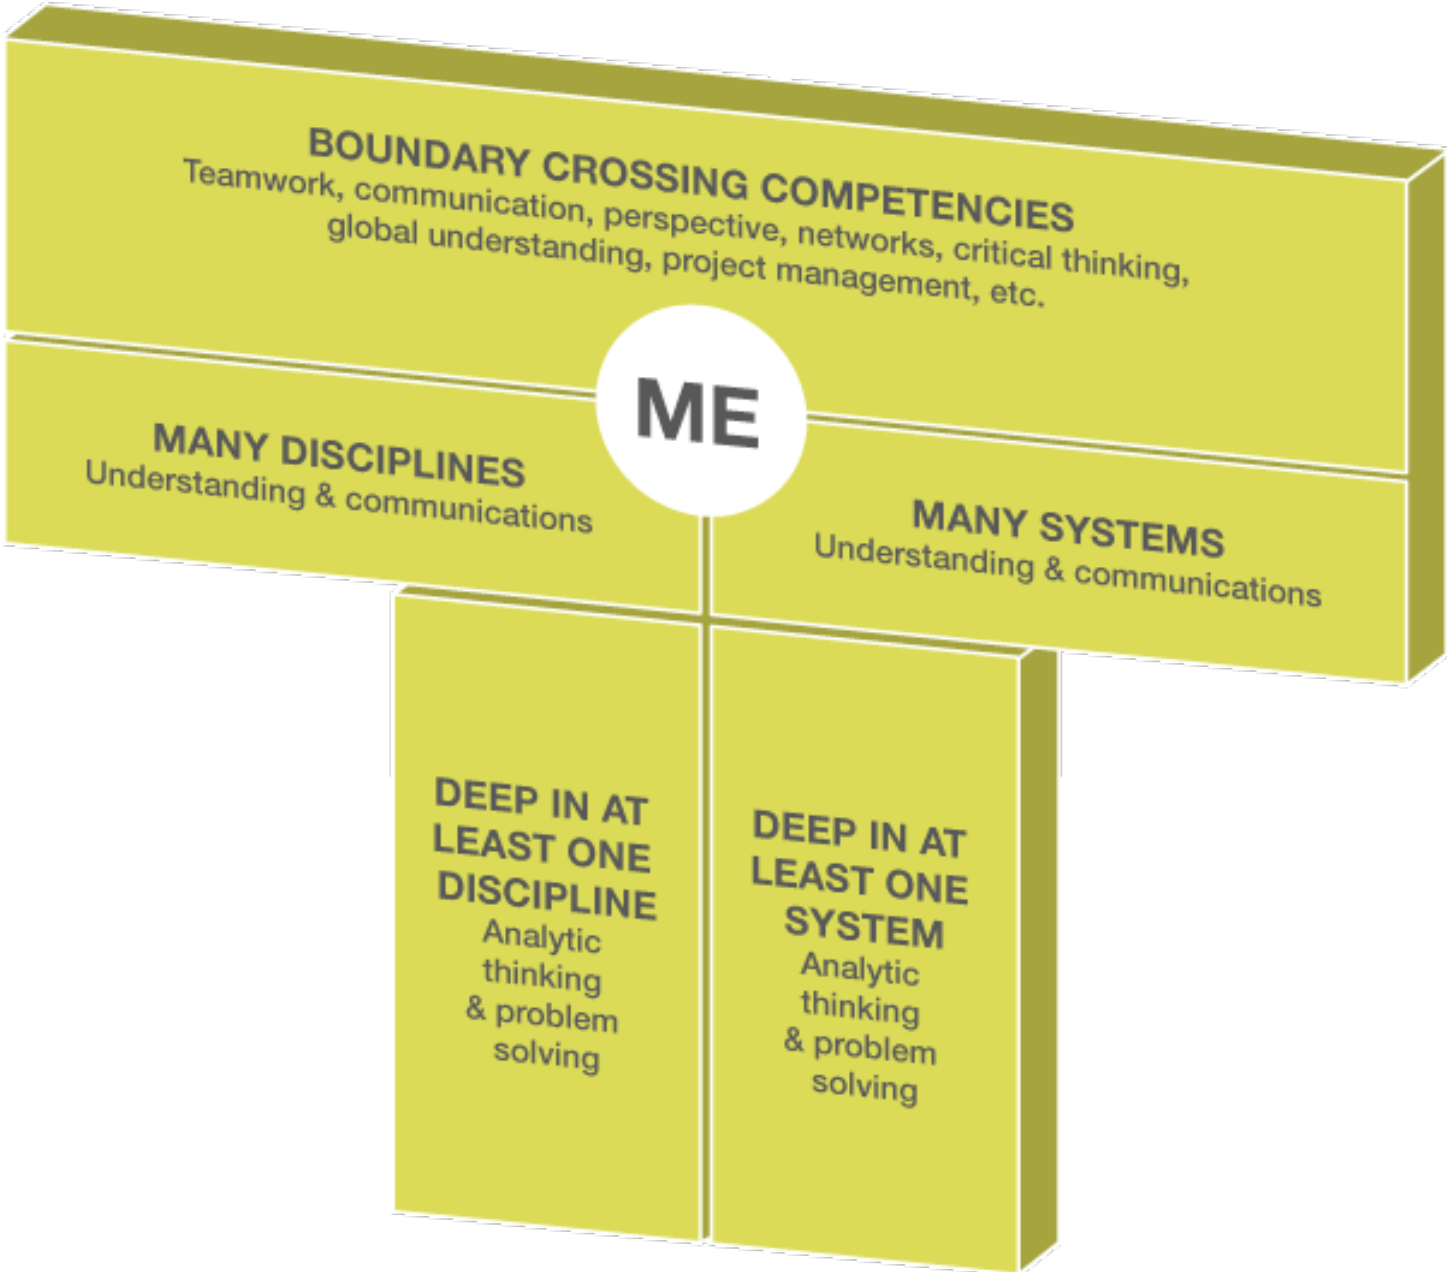 BOUNDARY CROSSING COMPETENCIES
Teamwork, communication, perspective, networks, critical thinking,
global understanding, project management, etc.
ME
MANY DISCIPLINES
Understanding & communications
MANY SYSTEMS
Understanding & communications
DEEP IN AT
LEAST ONE
DISCIPLINE
Analytic
thinking
& problem
solving
DEEP IN AT
LEAST ONE
SYSTEM
Analytic
thinking
& problem
solving